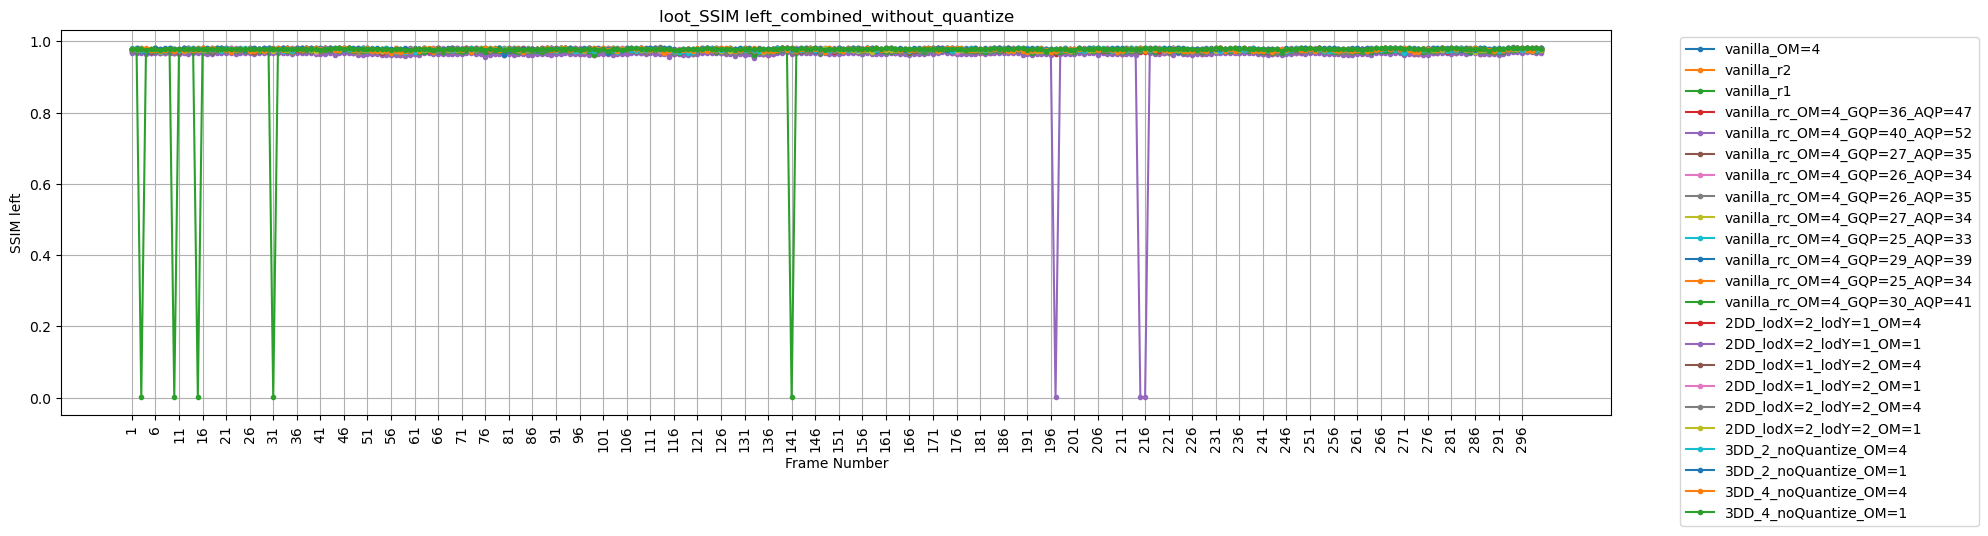 loot_SSIM left_combined_without_quantize
SSIM left
1.0
0.8
0.6
0.4
0.2
0.0
1 6 11 16 21 26 31 36 41 46 51 56 61 66 71 76 81 86 91 96 101 106 111 116 121 126 131 136 141 146 151 156 161 166 171 176 181 186 191 196 201 206 211 216 221 226 231 236 241 246 251 256 261 266 271 276 281 286 291 296
Frame Number
vanilla_OM=4
vanilla_r2
vanilla_r1
vanilla_rc_OM=4_GQP=36_AQP=47
vanilla_rc_OM=4_GQP=40_AQP=52
vanilla_rc_OM=4_GQP=27_AQP=35
vanilla_rc_OM=4_GQP=26_AQP=34
vanilla_rc_OM=4_GQP=26_AQP=35
vanilla_rc_OM=4_GQP=27_AQP=34
vanilla_rc_OM=4_GQP=25_AQP=33
vanilla_rc_OM=4_GQP=29_AQP=39
vanilla_rc_OM=4_GQP=25_AQP=34
vanilla_rc_OM=4_GQP=30_AQP=41
2DD_lodX=2_lodY=1_OM=4
2DD_lodX=2_lodY=1_OM=1
2DD_lodX=1_lodY=2_OM=4
2DD_lodX=1_lodY=2_OM=1
2DD_lodX=2_lodY=2_OM=4
2DD_lodX=2_lodY=2_OM=1
3DD_2_noQuantize_OM=4
3DD_2_noQuantize_OM=1
3DD_4_noQuantize_OM=4
3DD_4_noQuantize_OM=1